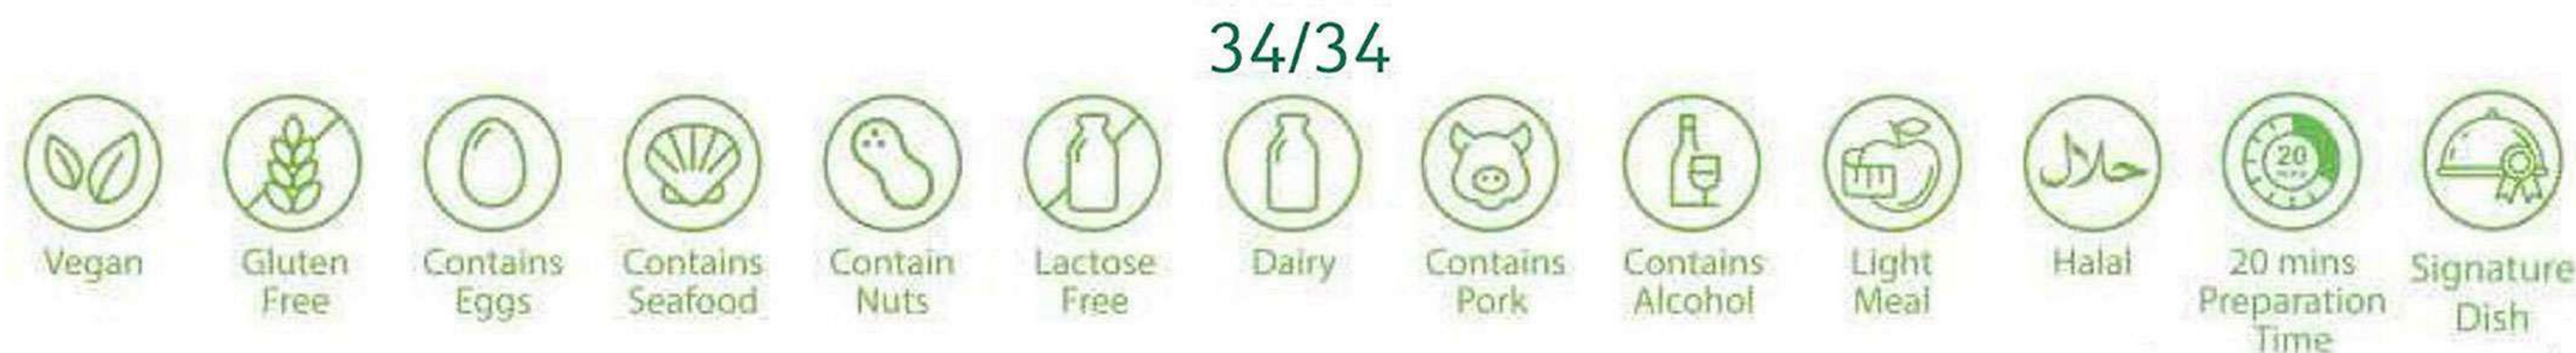 34/34
حلال
20
mins
Vegan
Gluten
Free
Contains
Eggs
Contains
Seafood
Contain
Nuts
Lactose
Free
Dairy
Contains
Pork
Contains
Alcohol
Light
Meal
Halal
20 mins
Preparation
Time
Signature
Dish